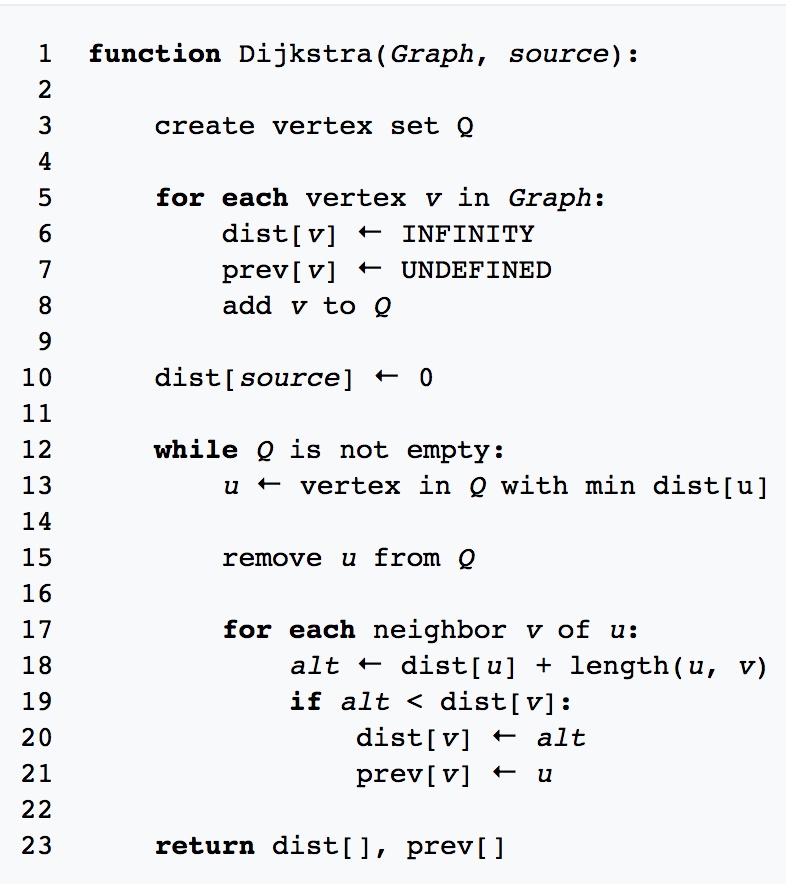 1 function Dijkstra(Graph, source):
2
3 create vertex set Q
4
5 for each vertex v in Graph:
6 dist[v] ← INFINITY
7 prev[v] ← UNDEFINED
8 add v to Q
9
10 dist[source] ← 0
11
12 while Q is not empty:
13 u ← vertex in Q with min dist[u]
14
15 remove u from Q
16
17 for each neighbor v of u:
18 alt ← dist[u] + length(u, v)
19 if alt < dist[v]:
20 dist[v] ← alt
21 prev[v] ← u
22
23 return dist[], prev[]